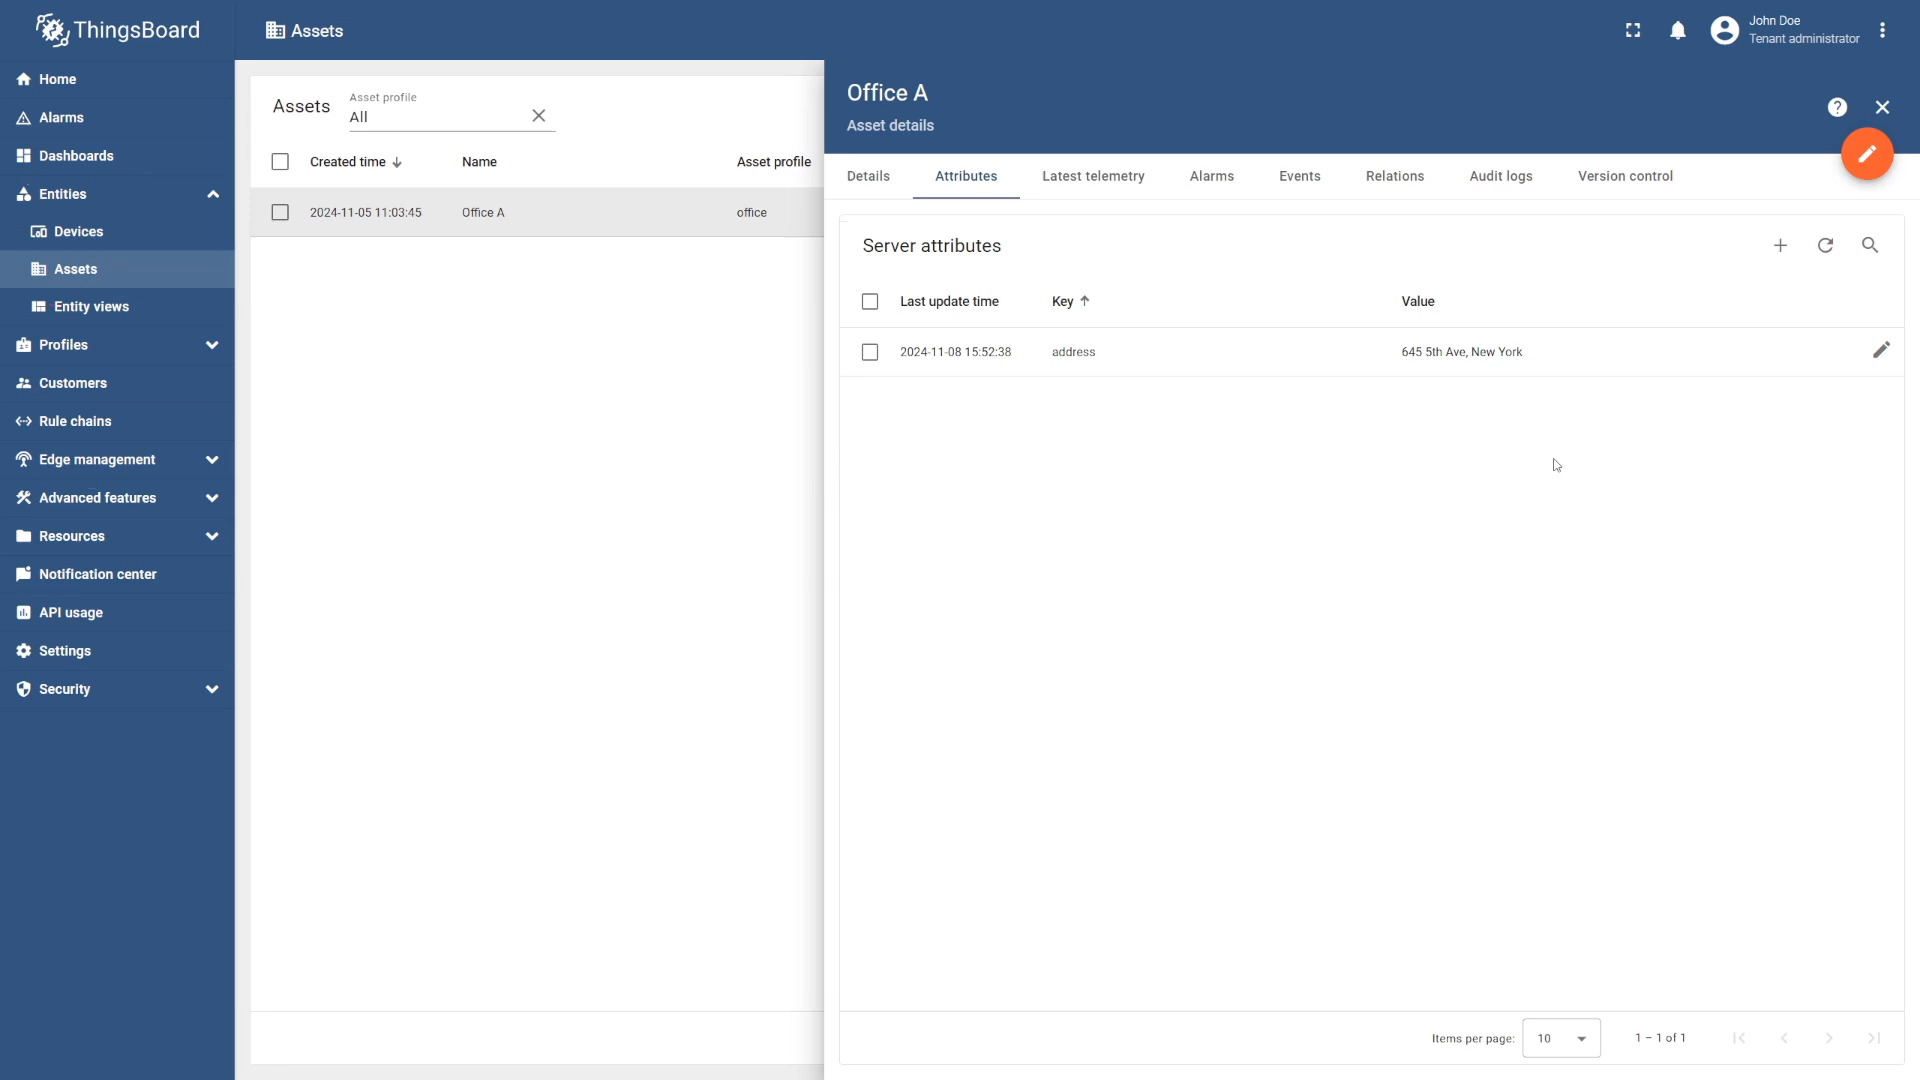 ThingsBoard
Assets
John Doe
Tenant administrator
Home
Alarms
Dashboards
Entities
Devices
Assets
Entity views
Profiles
Customers
Rule chains
Edge management
Advanced features
Resources
Notification center
API usage
Settings
Security
Assets
Asset profile
All
Created time Name Asset profile
2024-11-05 11:03:45 Office A office
Office A
Asset details
Details Attributes Latest telemetry Alarms Events Relations Audit logs Version control
Server attributes
Last update time Key Value
2024-11-08 15:52:38 address 645 5th Ave, New York
Items per page: 10 1 – 1 of 1